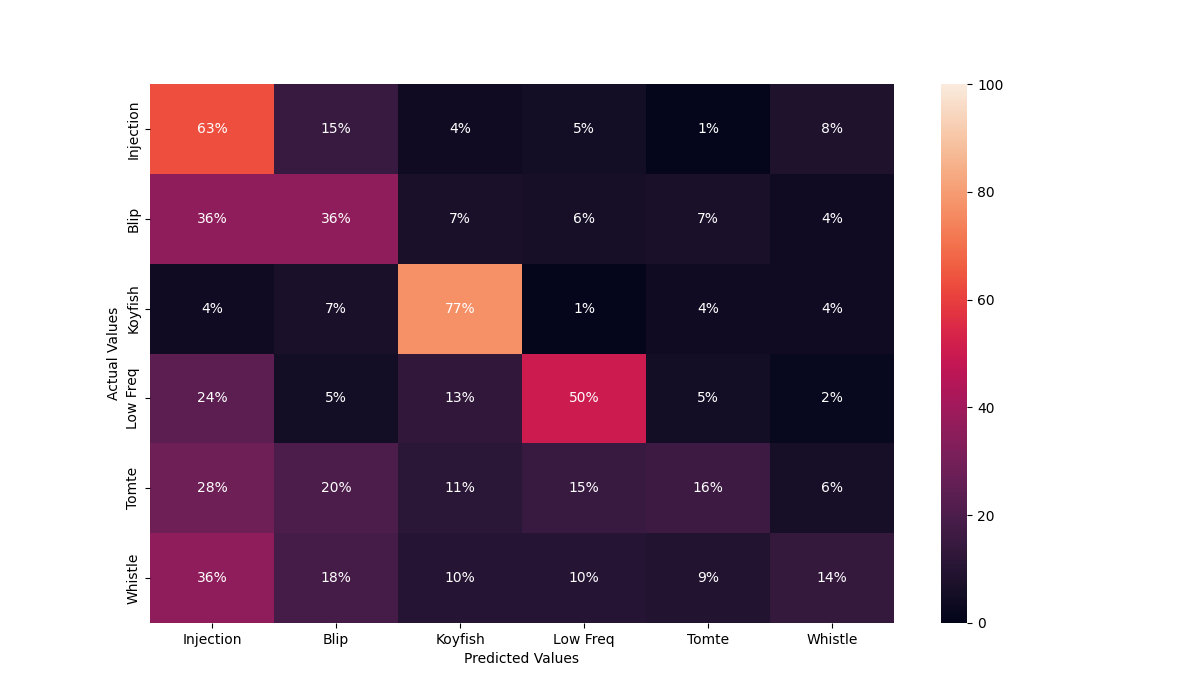 Actual Values
Injection 63% 15% 4% 5% 1% 8%
Blip 36% 36% 7% 6% 7% 4%
Koyfish 4% 7% 77% 1% 4% 4%
Low Freq 24% 5% 13% 50% 5% 2%
Tomte 28% 20% 11% 15% 16% 6%
Whistle 36% 18% 10% 10% 9% 14%
Injection Blip Koyfish Low Freq Tomte Whistle
Predicted Values
100
80
60
40
20
0